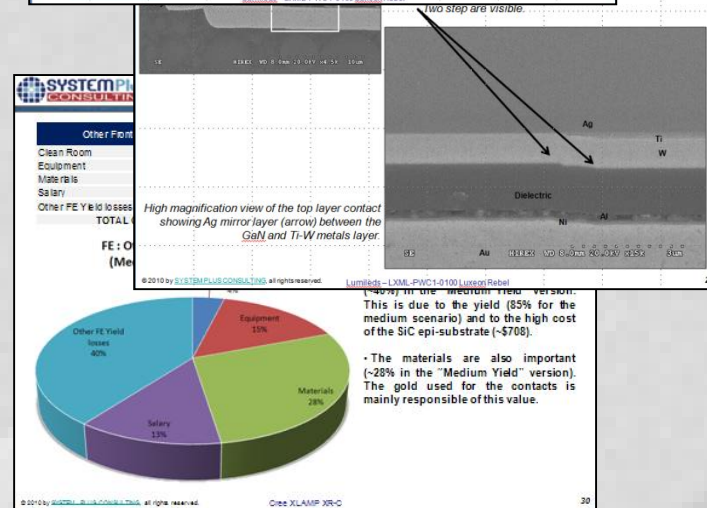 Two step are visible.
SE HIREX WD 8.0mm 20.0kV x4.5k 10um
Ag
Ti
W
Dielectric
Ni
Al
Au
SE HIREX WD 8.0mm 20.0kV x15k 3um
High magnification view of the top layer contact
showing Ag mirror layer (arrow) between the
GaN and Ti-W metals layer.
© 2010 by SYSTEM PLUS CONSULTING, all rights reserved.
Lumileds – LXML-PWC1-0100 Luxeon Rebel
SYSTEM
CONSULTING
Other Front
Clean Room
Equipment
Materials
Salary
Other FE Yield losses
TOTAL
FE : O
(Me
4%
Equipment
15%
Materials
28%
Salary
13%
Other FE Yield
losses
40%
(~40%) in the "Medium Yield" version.
This is due to the yield (85% for the
medium scenario) and to the high cost
of the SiC epi-substrate (~$708).
• The materials are also important
(~28% in the "Medium Yield" version).
The gold used for the contacts is
mainly responsible of this value.
© 2010 by SYSTEM PLUS CONSULTING, all rights reserved.
Cree XLAMP XR-C
30